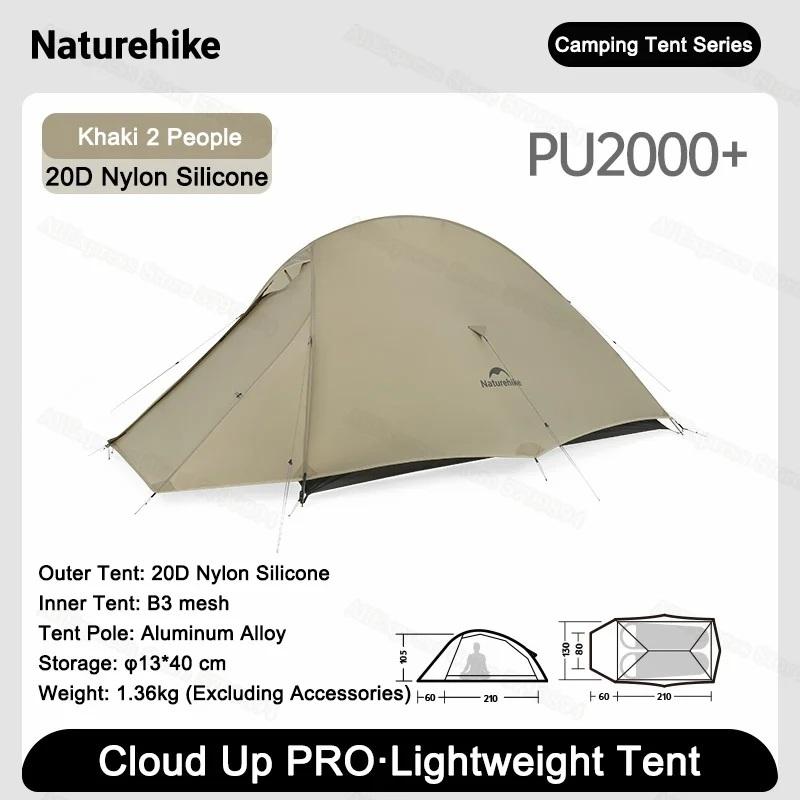 Naturehike
Camping Tent Series
Khaki 2 People
20D Nylon Silicone
PU2000+
Naturehike
Outer Tent: 20D Nylon Silicone
Inner Tent: B3 mesh
Tent Pole: Aluminum Alloy
Storage: φ13*40 cm
Weight: 1.36kg (Excluding Accessories)
105
60
210
130
80
60
210
Cloud Up PRO·Lightweight Tent